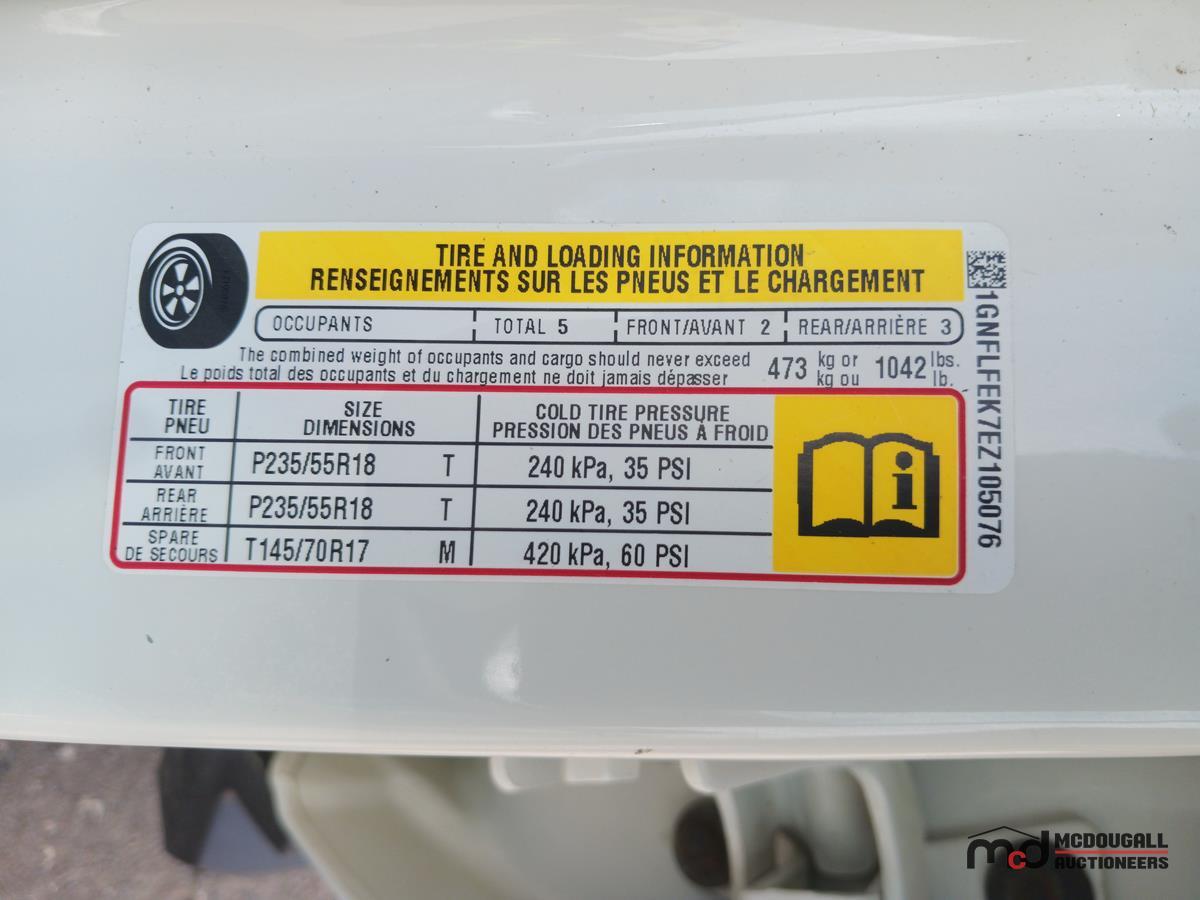 TIRE AND LOADING INFORMATION
RENSEIGNEMENTS SUR LES PNEUS ET LE CHARGEMENT
OCCUPANTS TOTAL 5 FRONT/AVANT 2 REAR/ARRIÈRE 3
The combined weight of occupants and cargo should never exceed 473 kg or 1042 lbs.
Le poids total des occupants et du chargement ne doit jamais dépasser kg ou lb.
TIRE SIZE COLD TIRE PRESSURE
PNEU DIMENSIONS PRESSION DES PNEUS À FROID
FRONT
AVANT P235/55R18 T 240 kPa, 35 PSI
REAR
ARRIÈRE P235/55R18 T 240 kPa, 35 PSI
SPARE
DE SECOURS T145/70R17 M 420 kPa, 60 PSI
1GNFLFEK7EZ105076
mcd MCDOUGALL
AUCTIONEERS